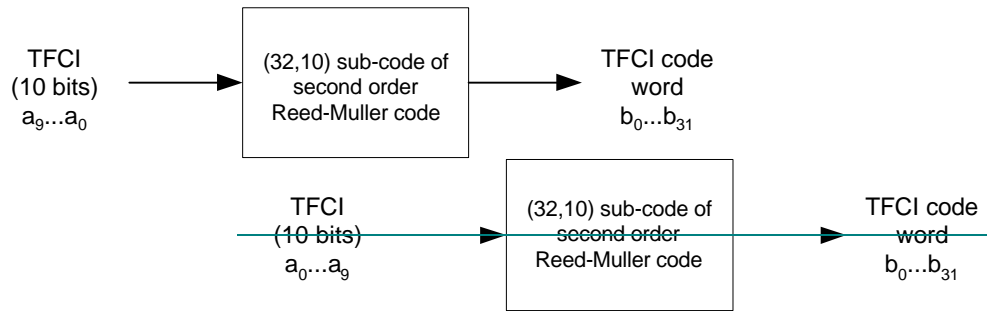 TFCI
(10 bits)
a9...a0
(32,10) sub-code of
second order
Reed-Muller code
TFCI code
word
b0...b31
TFCI
(10 bits)
a0...a9
(32,10) sub-code of
second order
Reed-Muller code
TFCI code
word
b0...b31